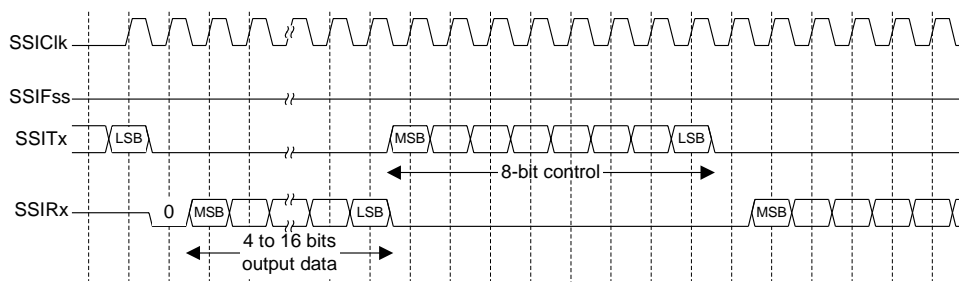 SSIClk
SSIFss
SSITx LSB MSB LSB
8-bit control
SSIRx 0 MSB LSB MSB
4 to 16 bits
output data